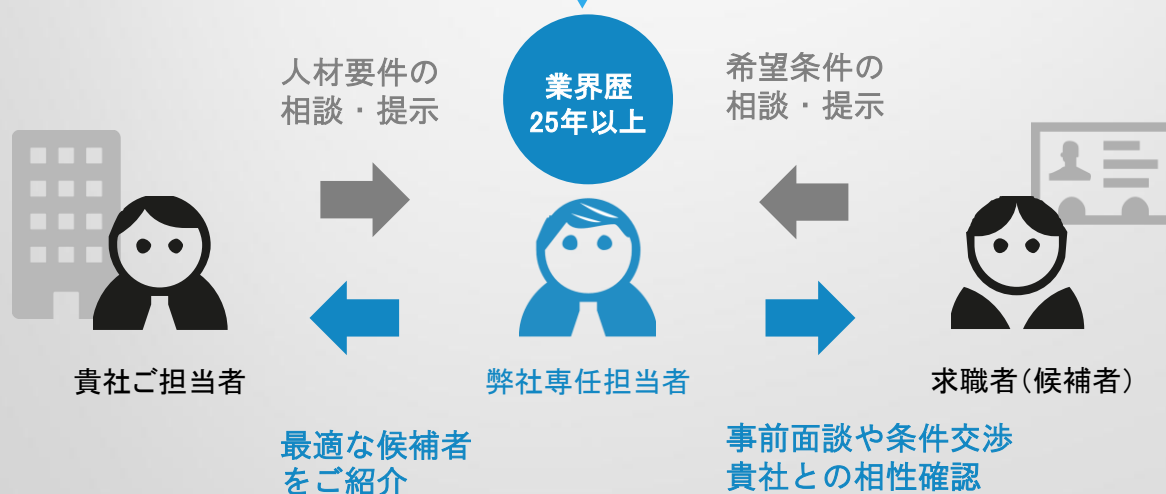 人材要件の
相談・提示
業界歴
25年以上
希望条件の
相談・提示
貴社ご担当者
弊社専任担当者
求職者(候補者)
最適な候補者
をご紹介
事前面談や条件交渉
貴社との相性確認